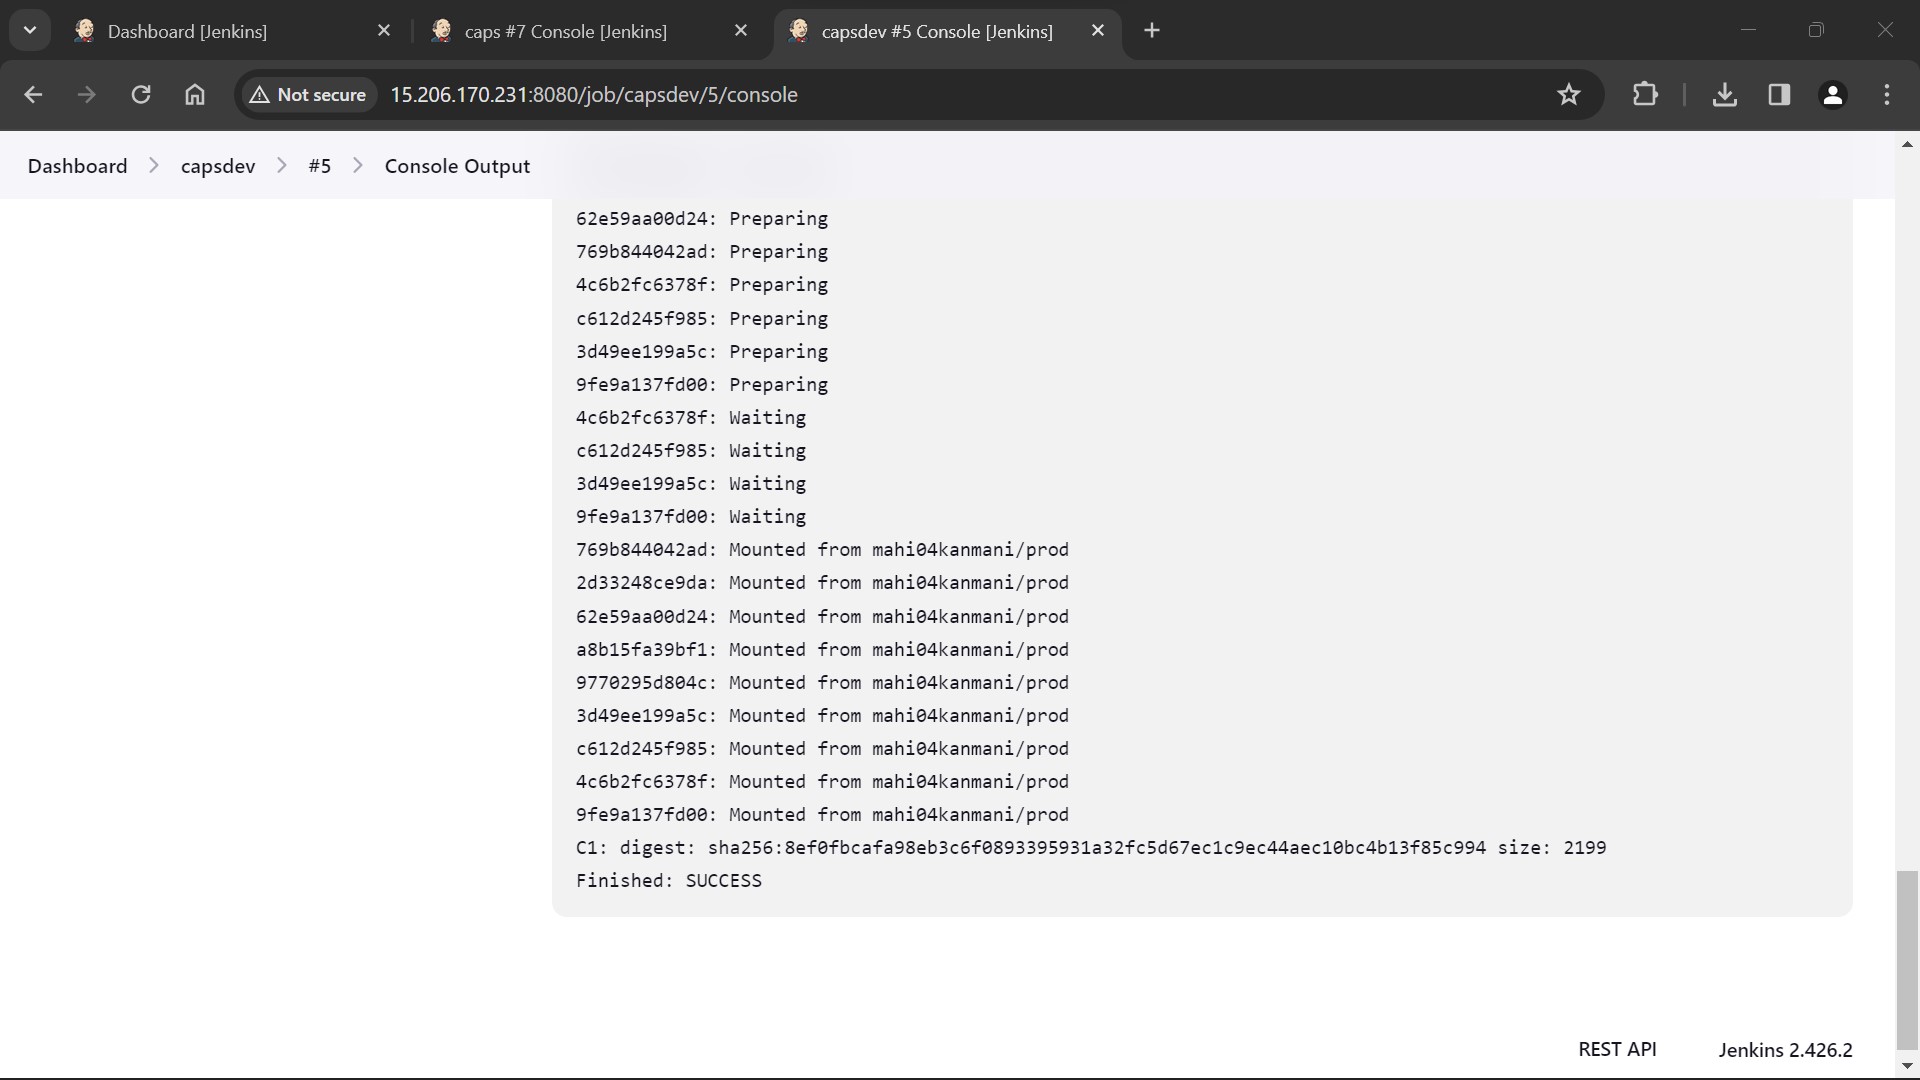 Dashboard [Jenkins]
caps #7 Console [Jenkins]
capsdev #5 Console [Jenkins]
Not secure
15.206.170.231:8080/job/capsdev/5/console
Dashboard
capsdev
#5
Console Output
62e59aa00d24: Preparing
769b844042ad: Preparing
4c6b2fc6378f: Preparing
c612d245f985: Preparing
3d49ee199a5c: Preparing
9fe9a137fd00: Preparing
4c6b2fc6378f: Waiting
c612d245f985: Waiting
3d49ee199a5c: Waiting
9fe9a137fd00: Waiting
769b844042ad: Mounted from mahi04kanmani/prod
2d33248ce9da: Mounted from mahi04kanmani/prod
62e59aa00d24: Mounted from mahi04kanmani/prod
a8b15fa39bf1: Mounted from mahi04kanmani/prod
9770295d804c: Mounted from mahi04kanmani/prod
3d49ee199a5c: Mounted from mahi04kanmani/prod
c612d245f985: Mounted from mahi04kanmani/prod
4c6b2fc6378f: Mounted from mahi04kanmani/prod
9fe9a137fd00: Mounted from mahi04kanmani/prod
C1: digest: sha256:8ef0fbcafa98eb3c6f0893395931a32fc5d67ec1c9ec44aec10bc4b13f85c994 size: 2199
Finished: SUCCESS
REST API
Jenkins 2.426.2